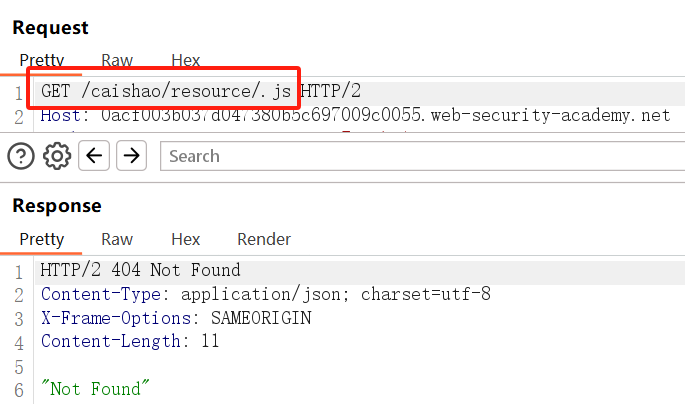 Request
Pretty Raw Hex
1 GET /caishao/resource/.js HTTP/2
2 Host: 0acf003b037d047380b5c697009c0055.web-security-academy.net
Search
Response
Pretty Raw Hex Render
1 HTTP/2 404 Not Found
2 Content-Type: application/json; charset=utf-8
3 X-Frame-Options: SAMEORIGIN
4 Content-Length: 11
5
6 "Not Found"